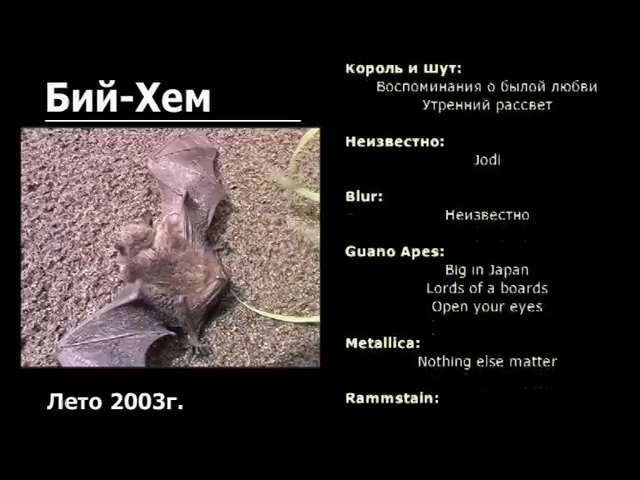 Бий-Хем
Лето 2003г.
Король и Шут:
Воспоминания о былой любви
Утренний рассвет
Неизвестно:
Jodi
Blur:
Неизвестно
Guano Apes:
Big in Japan
Lords of a boards
Open your eyes
Metallica:
Nothing else matter
Rammstain: